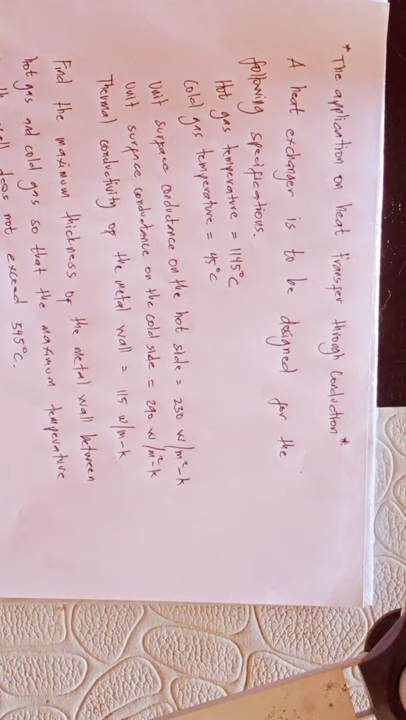 *The application on heat transfer through conduction*
A heat exchanger is to be designed for the
following specifications.
Hot gas temperature = 1145°C
Cold gas temperature = 45°C
Unit surface conductance on the hot side = 230 W/m²-k
Unit surface conductance on the cold side = 290 W/m²-k
Thermal conductivity of the metal wall = 115 W/m-k
Find the maximum thickness of the metal wall between
hot gas and cold gas so that the maximum temperature
wall does not exceed 545°C.